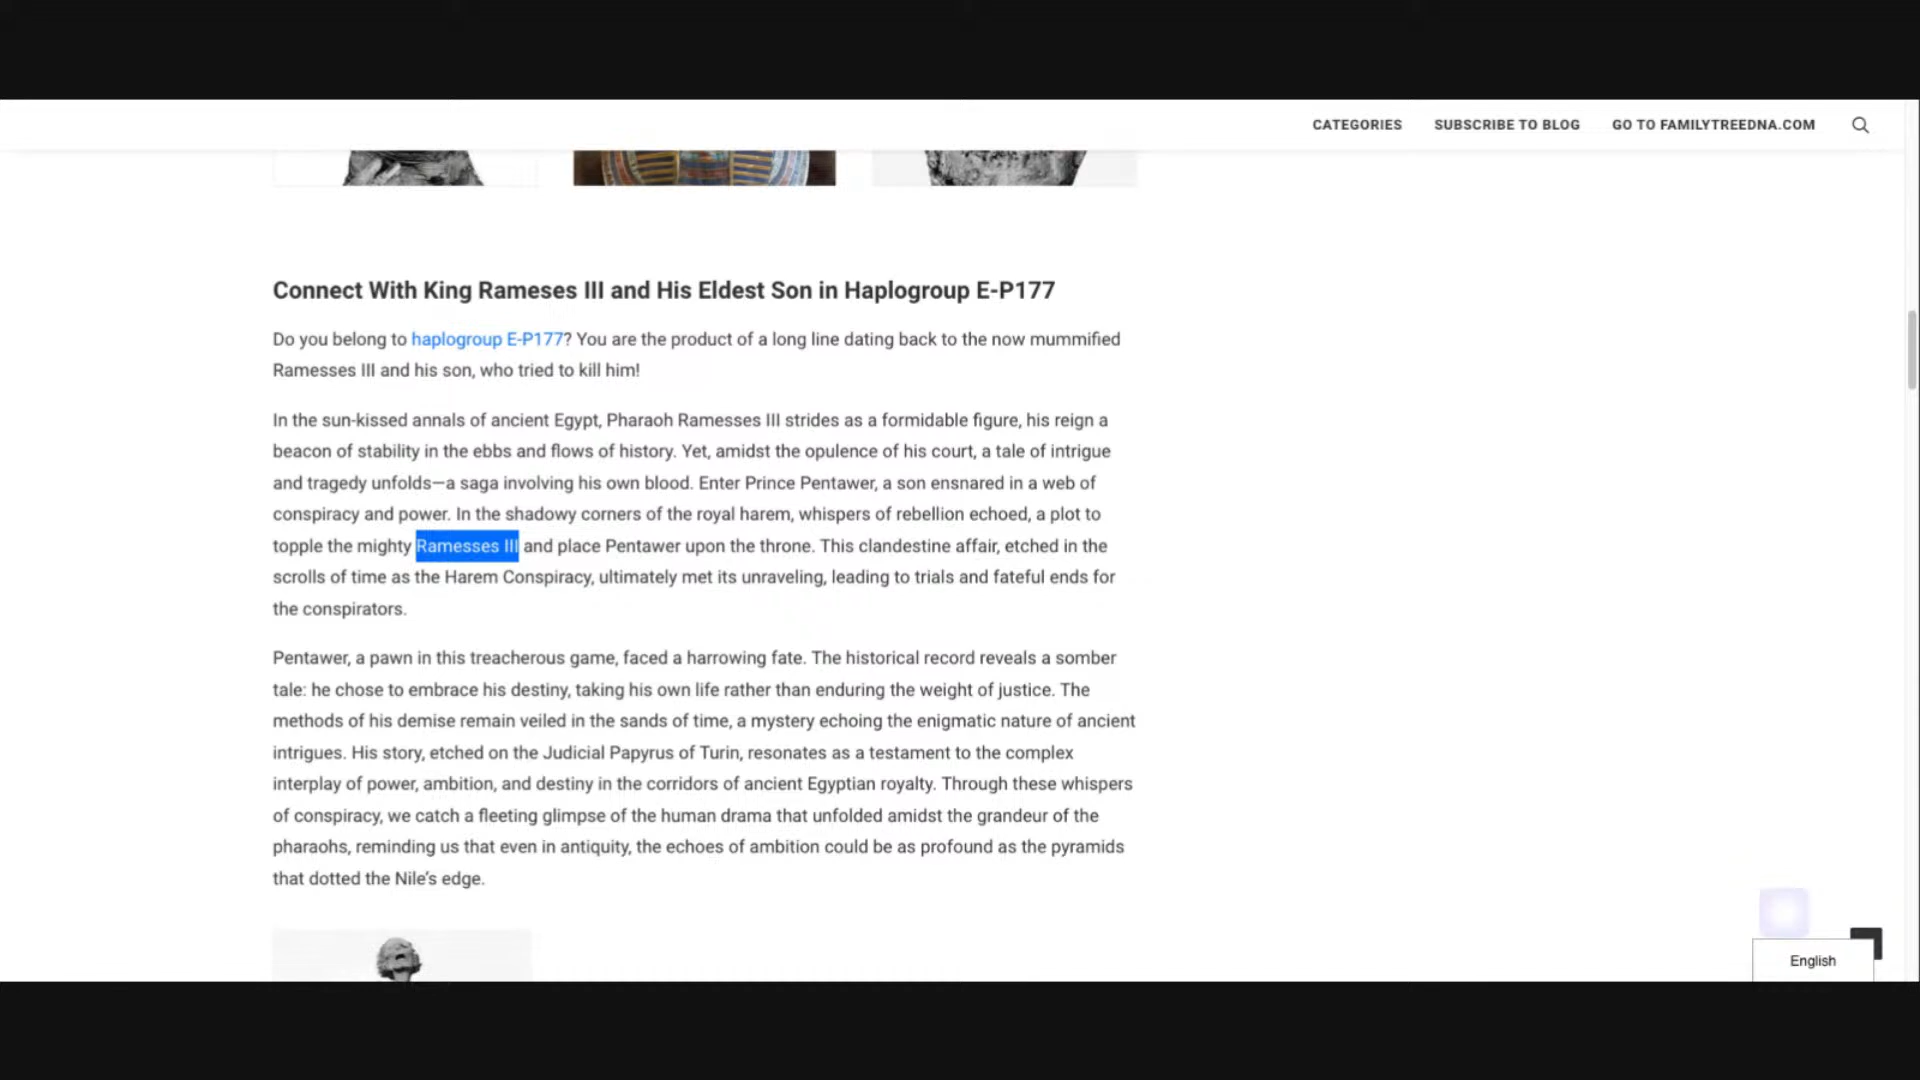 CATEGORIES SUBSCRIBE TO BLOG GO TO FAMILYTREEDNA.COM
Connect With King Rameses III and His Eldest Son in Haplogroup E-P177
Do you belong to haplogroup E-P177? You are the product of a long line dating back to the now mummified
Ramesses III and his son, who tried to kill him!
In the sun-kissed annals of ancient Egypt, Pharaoh Ramesses III strides as a formidable figure, his reign a
beacon of stability in the ebbs and flows of history. Yet, amidst the opulence of his court, a tale of intrigue
and tragedy unfolds—a saga involving his own blood. Enter Prince Pentawer, a son ensnared in a web of
conspiracy and power. In the shadowy corners of the royal harem, whispers of rebellion echoed, a plot to
topple the mighty Ramesses III and place Pentawer upon the throne. This clandestine affair, etched in the
scrolls of time as the Harem Conspiracy, ultimately met its unraveling, leading to trials and fateful ends for
the conspirators.
Pentawer, a pawn in this treacherous game, faced a harrowing fate. The historical record reveals a somber
tale: he chose to embrace his destiny, taking his own life rather than enduring the weight of justice. The
methods of his demise remain veiled in the sands of time, a mystery echoing the enigmatic nature of ancient
intrigues. His story, etched on the Judicial Papyrus of Turin, resonates as a testament to the complex
interplay of power, ambition, and destiny in the corridors of ancient Egyptian royalty. Through these whispers
of conspiracy, we catch a fleeting glimpse of the human drama that unfolded amidst the grandeur of the
pharaohs, reminding us that even in antiquity, the echoes of ambition could be as profound as the pyramids
that dotted the Nile's edge.
English